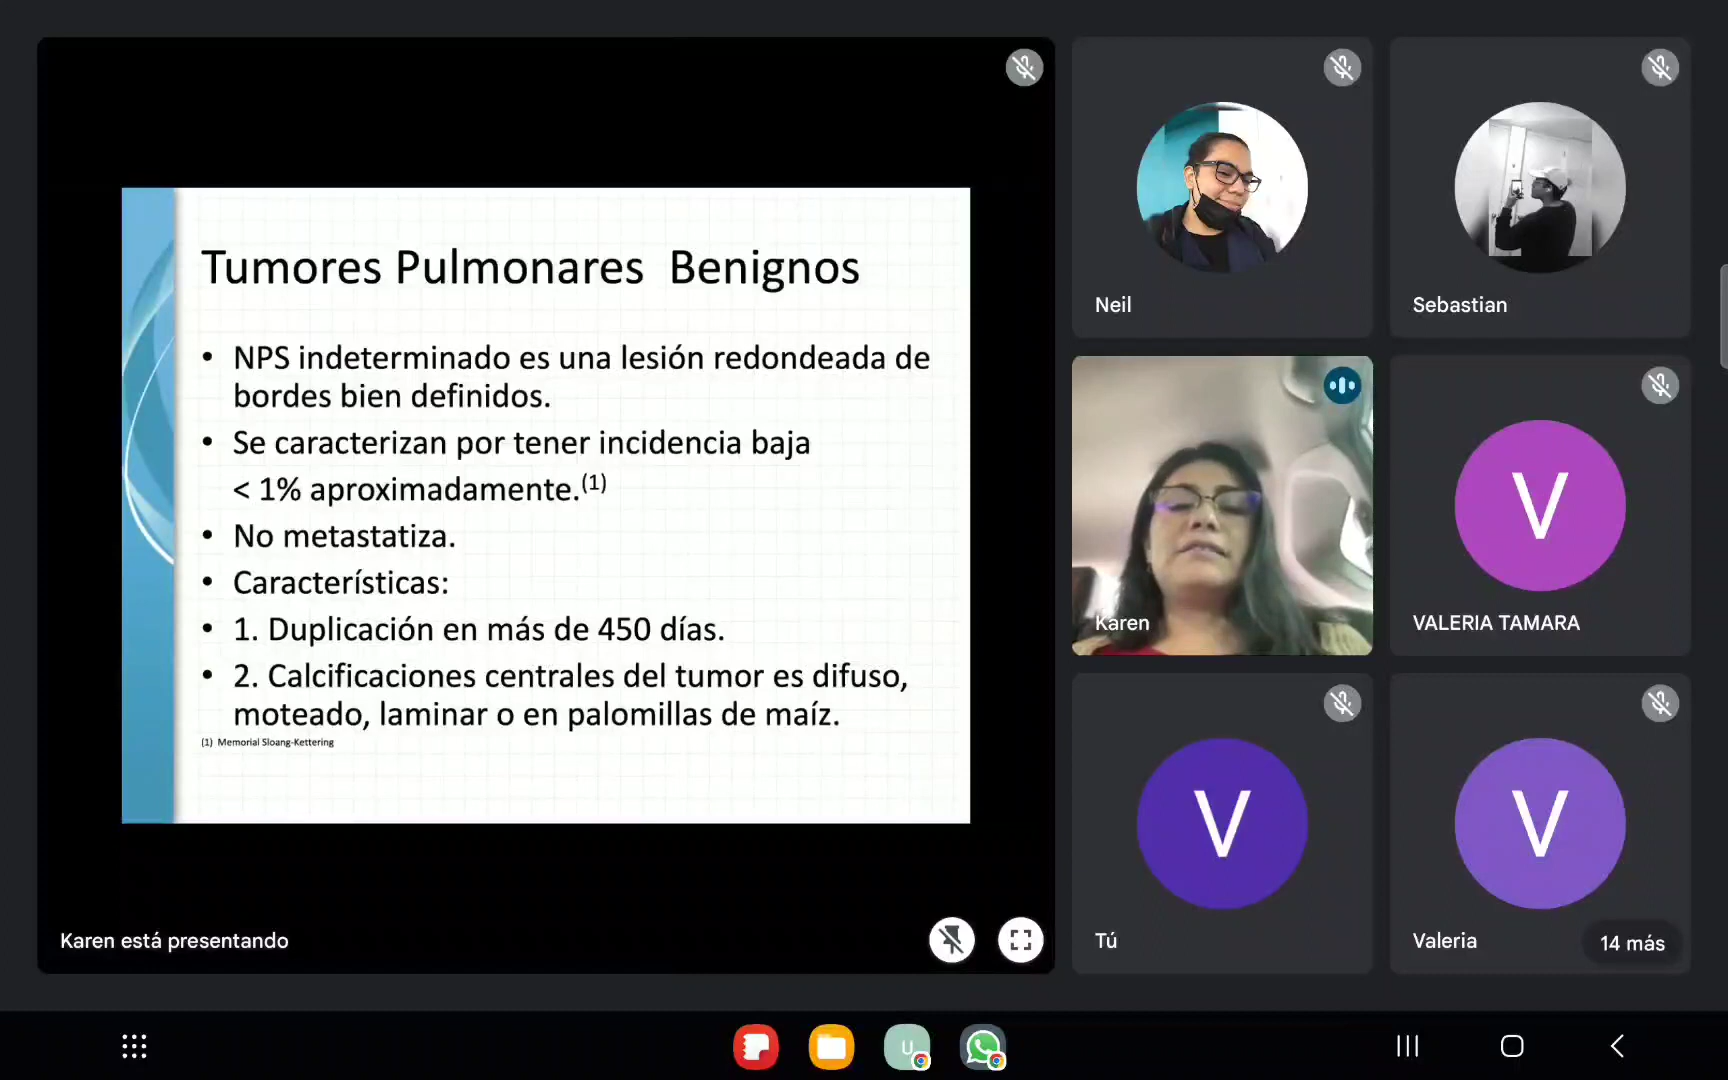 Tumores Pulmonares  Benignos
• NPS indeterminado es una lesión redondeada de
bordes bien definidos.
• Se caracterizan por tener incidencia baja
< 1% aproximadamente.(1)
• No metastatiza.
• Características:
• 1. Duplicación en más de 450 días.
• 2. Calcificaciones centrales del tumor es difuso,
moteado, laminar o en palomillas de maíz.
(1) Memorial Sloang-Kettering
Karen está presentando
Neil
Sebastian
Karen
V
VALERIA TAMARA
V
Tú
V
Valeria
14 más
U